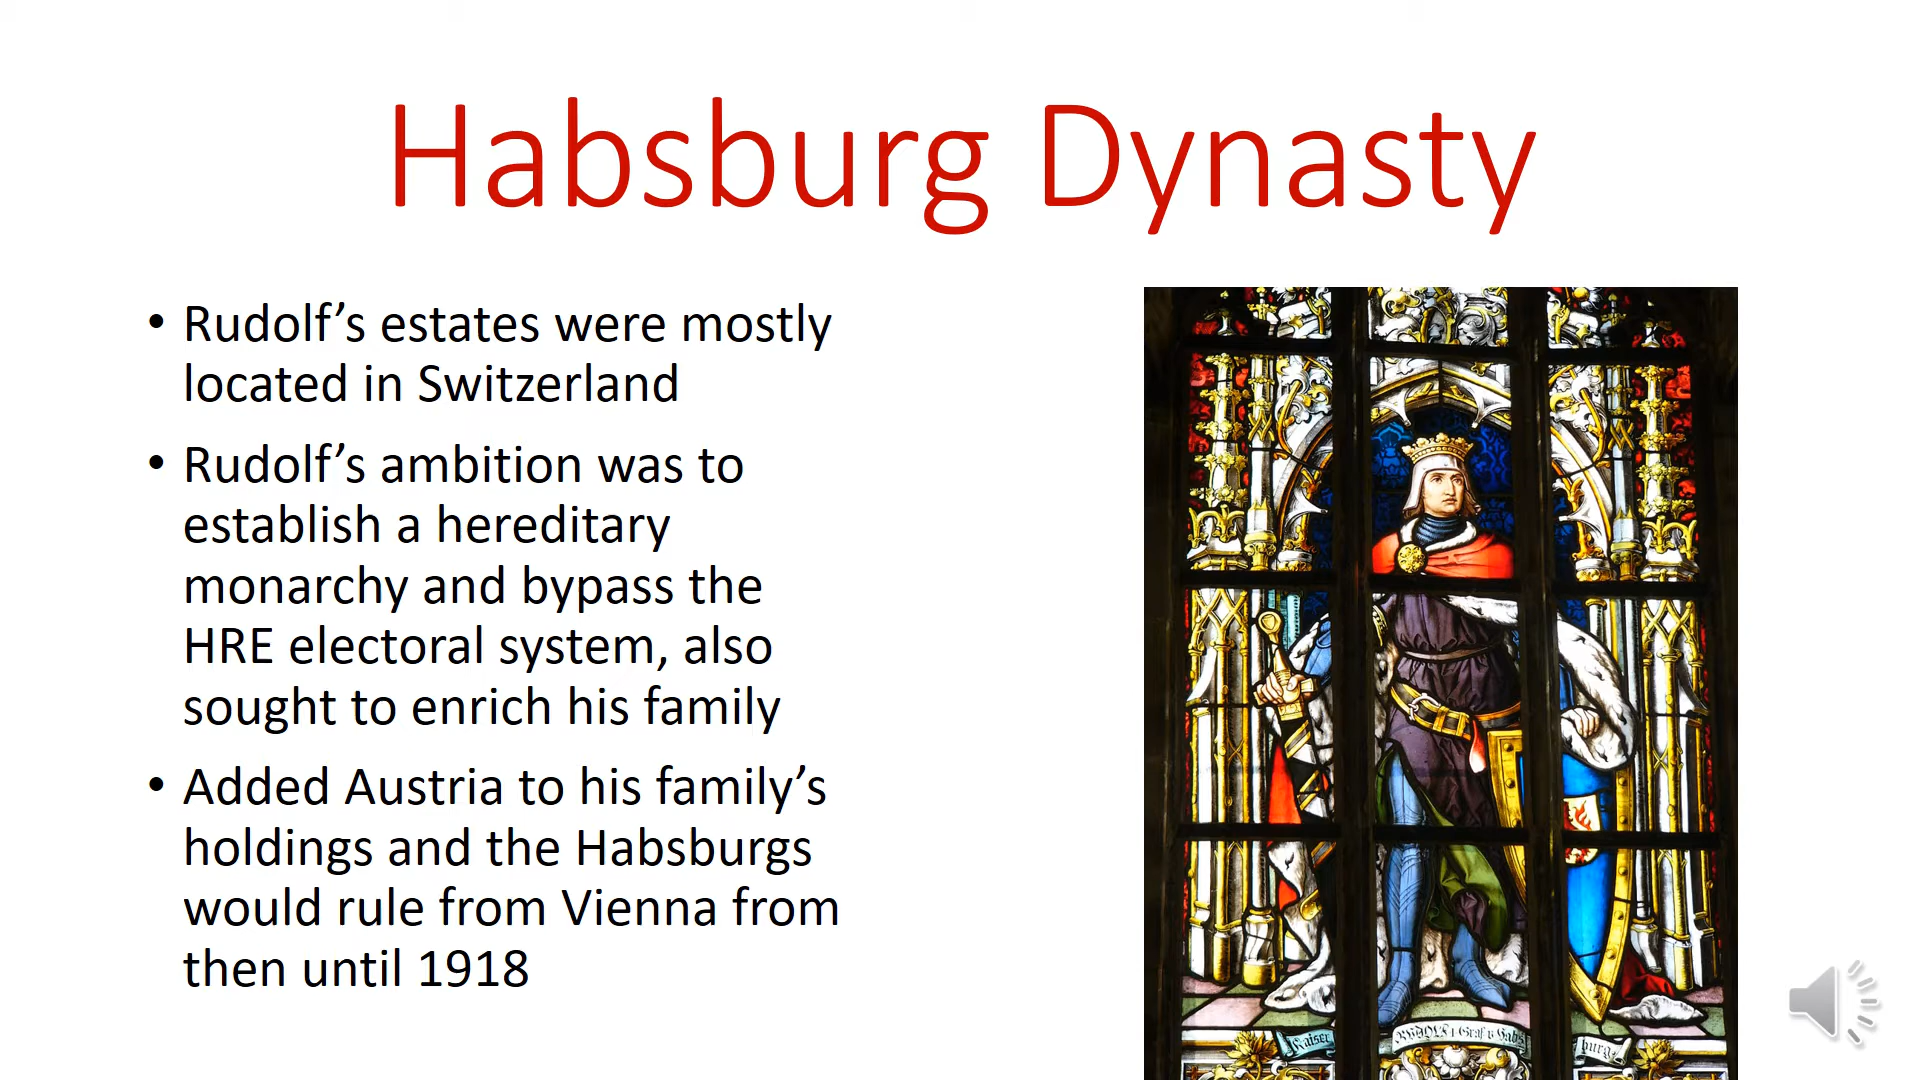 Habsburg Dynasty
• Rudolf’s estates were mostly
located in Switzerland
• Rudolf’s ambition was to
establish a hereditary
monarchy and bypass the
HRE electoral system, also
sought to enrich his family
• Added Austria to his family’s
holdings and the Habsburgs
would rule from Vienna from
then until 1918
Kaiser
burg